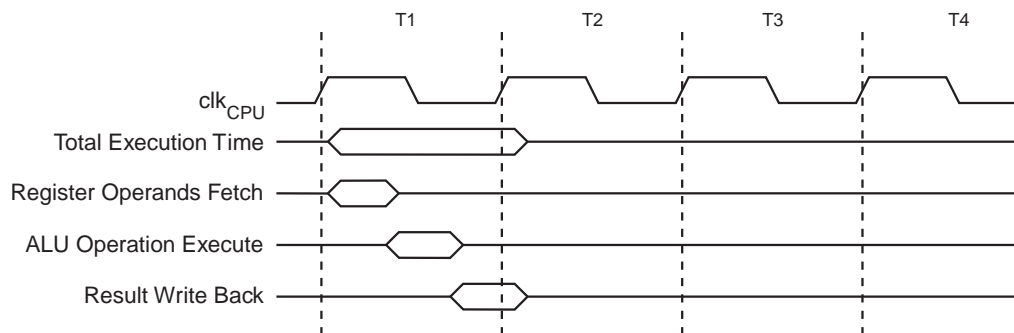 T1 T2 T3 T4
clkCPU
Total Execution Time
Register Operands Fetch
ALU Operation Execute
Result Write Back